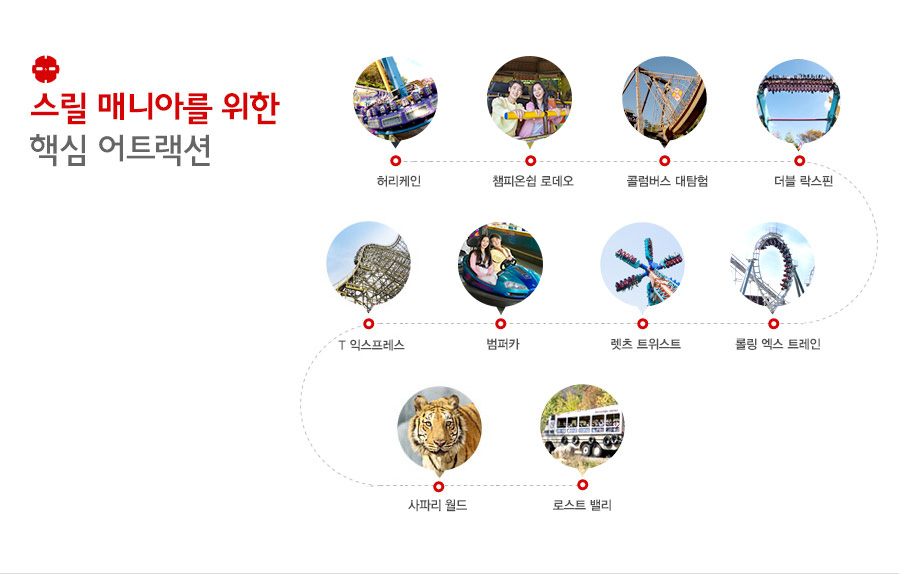 스릴 매니아를 위한
핵심 어트랙션
허리케인
챔피온쉽 로데오
콜럼버스 대탐험
더블 락스핀
T 익스프레스
범퍼카
렛츠 트위스트
롤링 엑스 트레인
사파리 월드
로스트 밸리